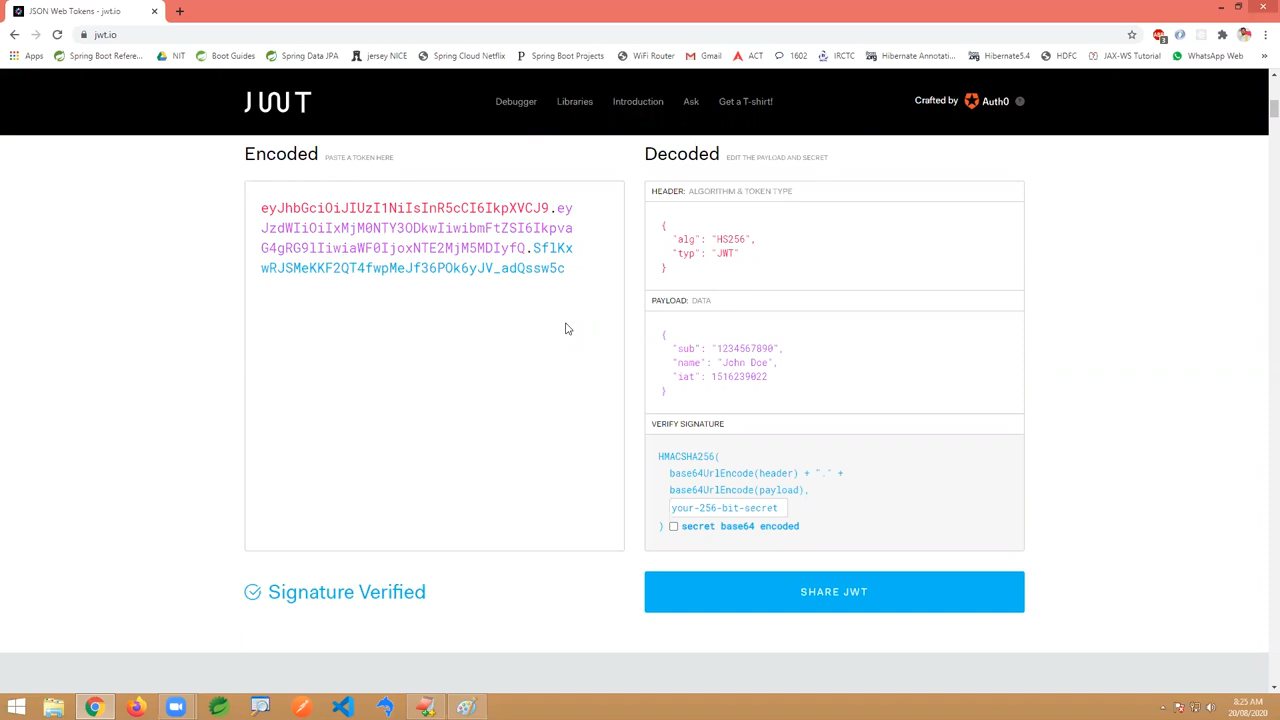 JSON Web Tokens - jwt.io
jwt.io
Apps Spring Boot Refere... NIT Boot Guides Spring Data JPA jersey NICE Spring Cloud Netflix Spring Boot Projects WiFi Router Gmail ACT 1602 IRCTC Hibernate Annotati... Hibernate5.4 HDFC JAX-WS Tutorial WhatsApp Web
JWT Debugger Libraries Introduction Ask Get a T-shirt! Crafted by Auth0
Encoded PASTE A TOKEN HERE
eyJhbGciOiJIUzI1NiIsInR5cCI6IkpXVCJ9.ey
JzdWIiOiIxMjM0NTY3ODkwIiwibmFtZSI6Ikpva
G4gRG9lIiwiaWF0IjoxNTE2MjM5MDIyfQ.SflKx
wRJSMeKKF2QT4fwpMeJf36POk6yJV_adQssw5c
Signature Verified
Decoded EDIT THE PAYLOAD AND SECRET
HEADER: ALGORITHM & TOKEN TYPE
{
"alg": "HS256",
"typ": "JWT"
}
PAYLOAD: DATA
{
"sub": "1234567890",
"name": "John Doe",
"iat": 1516239022
}
VERIFY SIGNATURE
HMACSHA256(
base64UrlEncode(header) + "." +
base64UrlEncode(payload),
your-256-bit-secret
) secret base64 encoded
SHARE JWT
8:25 AM
20/08/2020